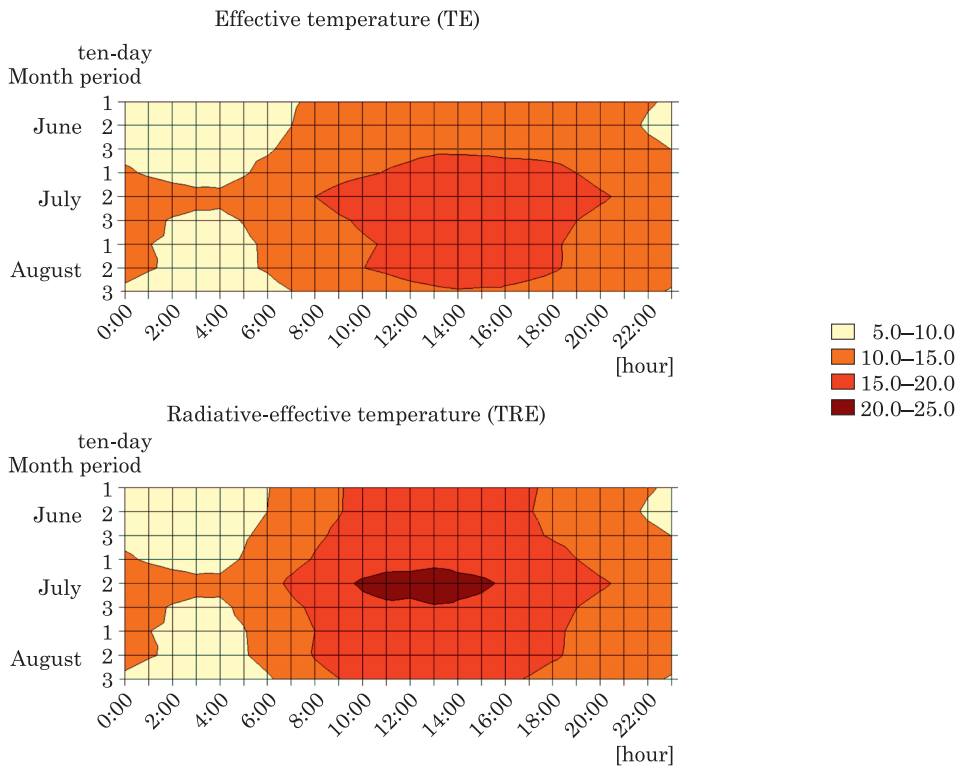 Effective temperature (TE)
ten-day
Month period
1
June 2
3
1
July 2
3
1
August 2
3
0:00 2:00 4:00 6:00 8:00 10:00 12:00 14:00 16:00 18:00 20:00 22:00
[hour]
5.0–10.0
10.0–15.0
15.0–20.0
20.0–25.0
Radiative-effective temperature (TRE)
ten-day
Month period
1
June 2
3
1
July 2
3
1
August 2
3
0:00 2:00 4:00 6:00 8:00 10:00 12:00 14:00 16:00 18:00 20:00 22:00
[hour]